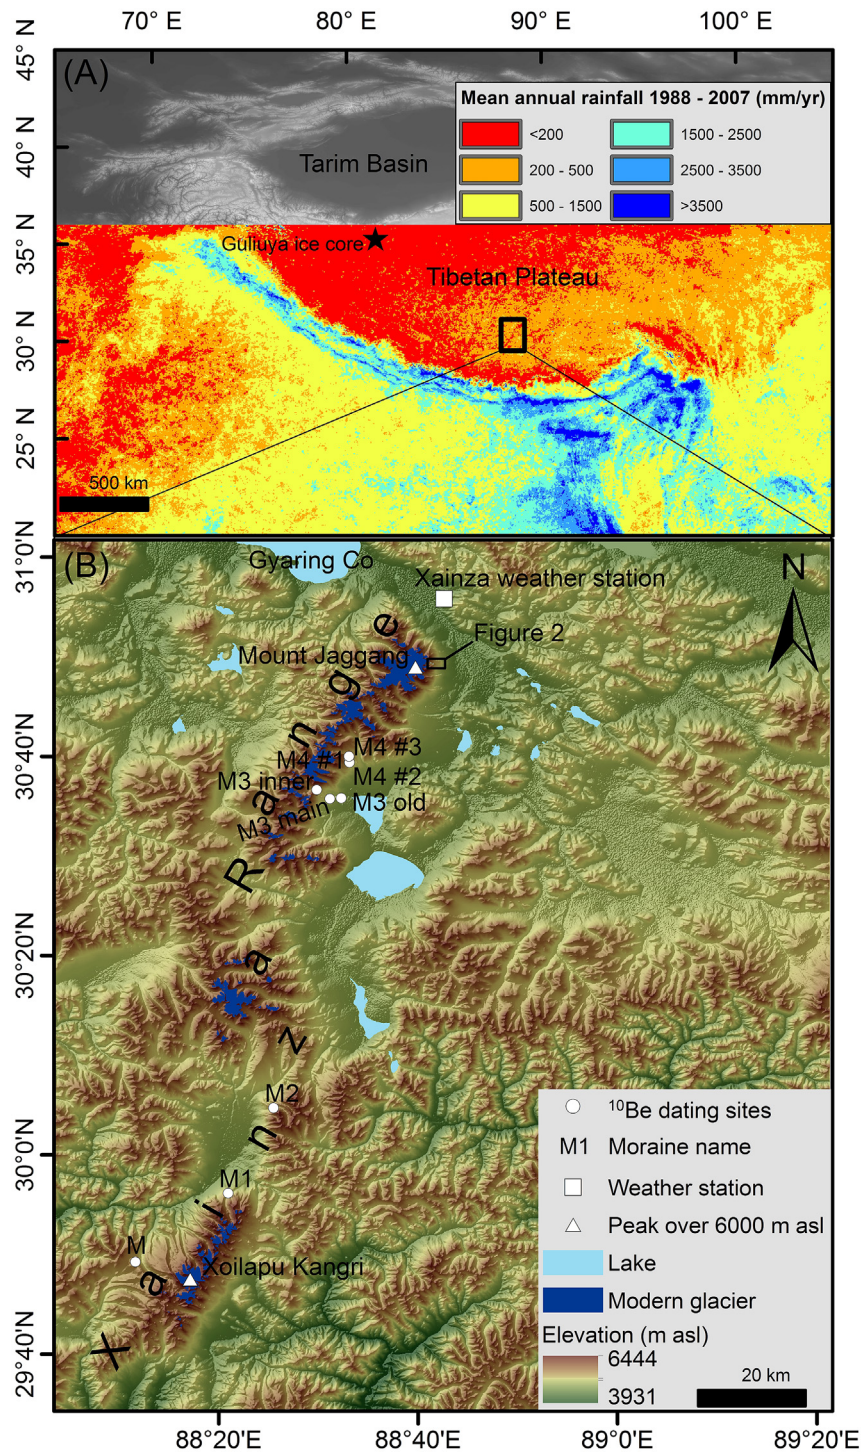 70° E
80° E
90° E
100° E
45° N
40° N
35° N
30° N
25° N
(A)
Mean annual rainfall 1988 - 2007 (mm/yr)
<200
1500 - 2500
200 - 500
2500 - 3500
500 - 1500
>3500
Tarim Basin
Guliuya ice core
Tibetan Plateau
500 km
(B)
31°0'N
30°40'N
30°20'N
30°0'N
29°40'N
Gyaring Co
Xainza weather station
N
Figure 2
Mount Jaggang
M4 #3
M4 #1
M4 #2
M3 inner
M3 old
M3 main
Xainza Range
M2
M1
M
Xoilapu Kangri
10Be dating sites
M1 Moraine name
Weather station
Peak over 6000 m asl
Lake
Modern glacier
Elevation (m asl)
6444
3931
20 km
88°20'E
88°40'E
89°0'E
89°20'E